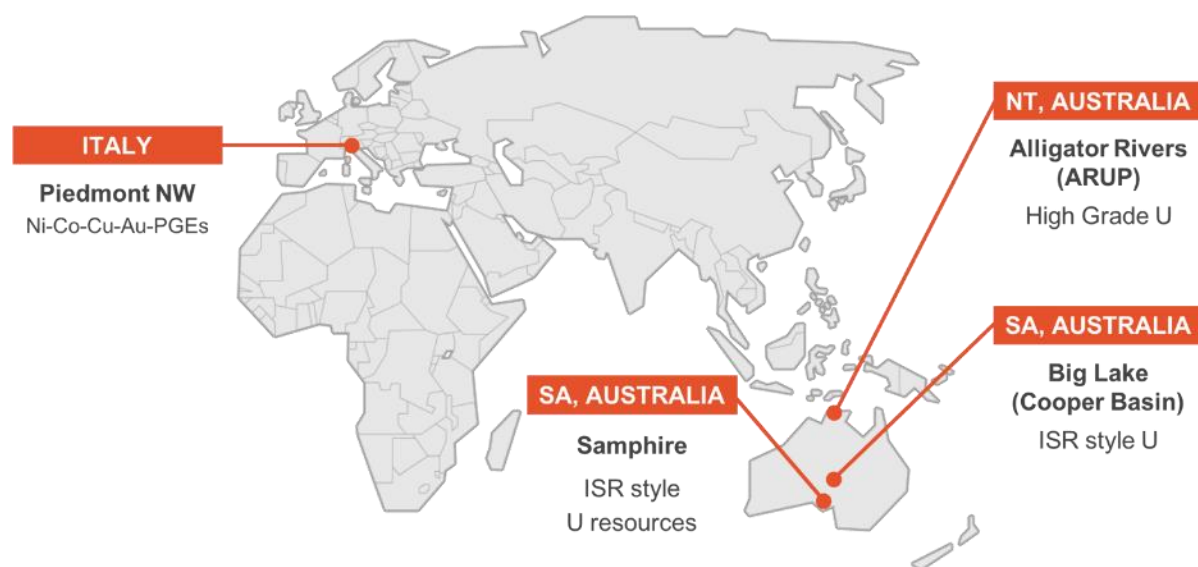 ITALY
Piedmont NW
Ni-Co-Cu-Au-PGEs
NT, AUSTRALIA
Alligator Rivers
(ARUP)
High Grade U
SA, AUSTRALIA
Big Lake
(Cooper Basin)
ISR style U
SA, AUSTRALIA
Samphire
ISR style
U resources